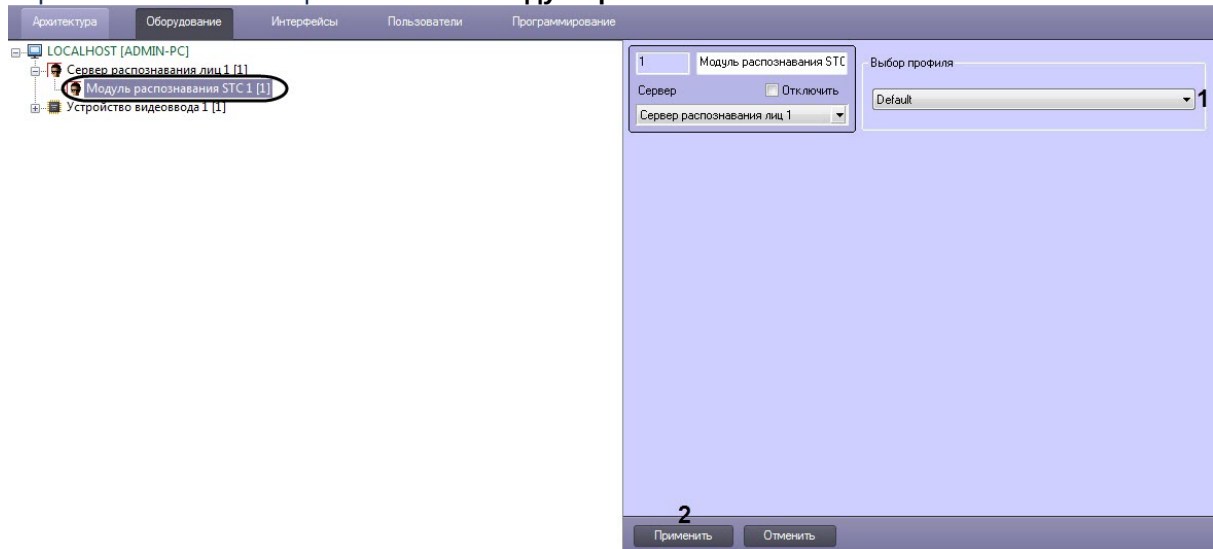 Архитектура Оборудование Интерфейсы Пользователи Программирование
LOCALHOST [ADMIN-PC]
Сервер распознавания лиц 1 [1]
Модуль распознавания STC 1 [1]
Устройство видеоввода 1 [1]
1 Модуль распознавания STC
Сервер Отключить
Сервер распознавания лиц 1
Выбор профиля
Default 1
2
Применить Отменить